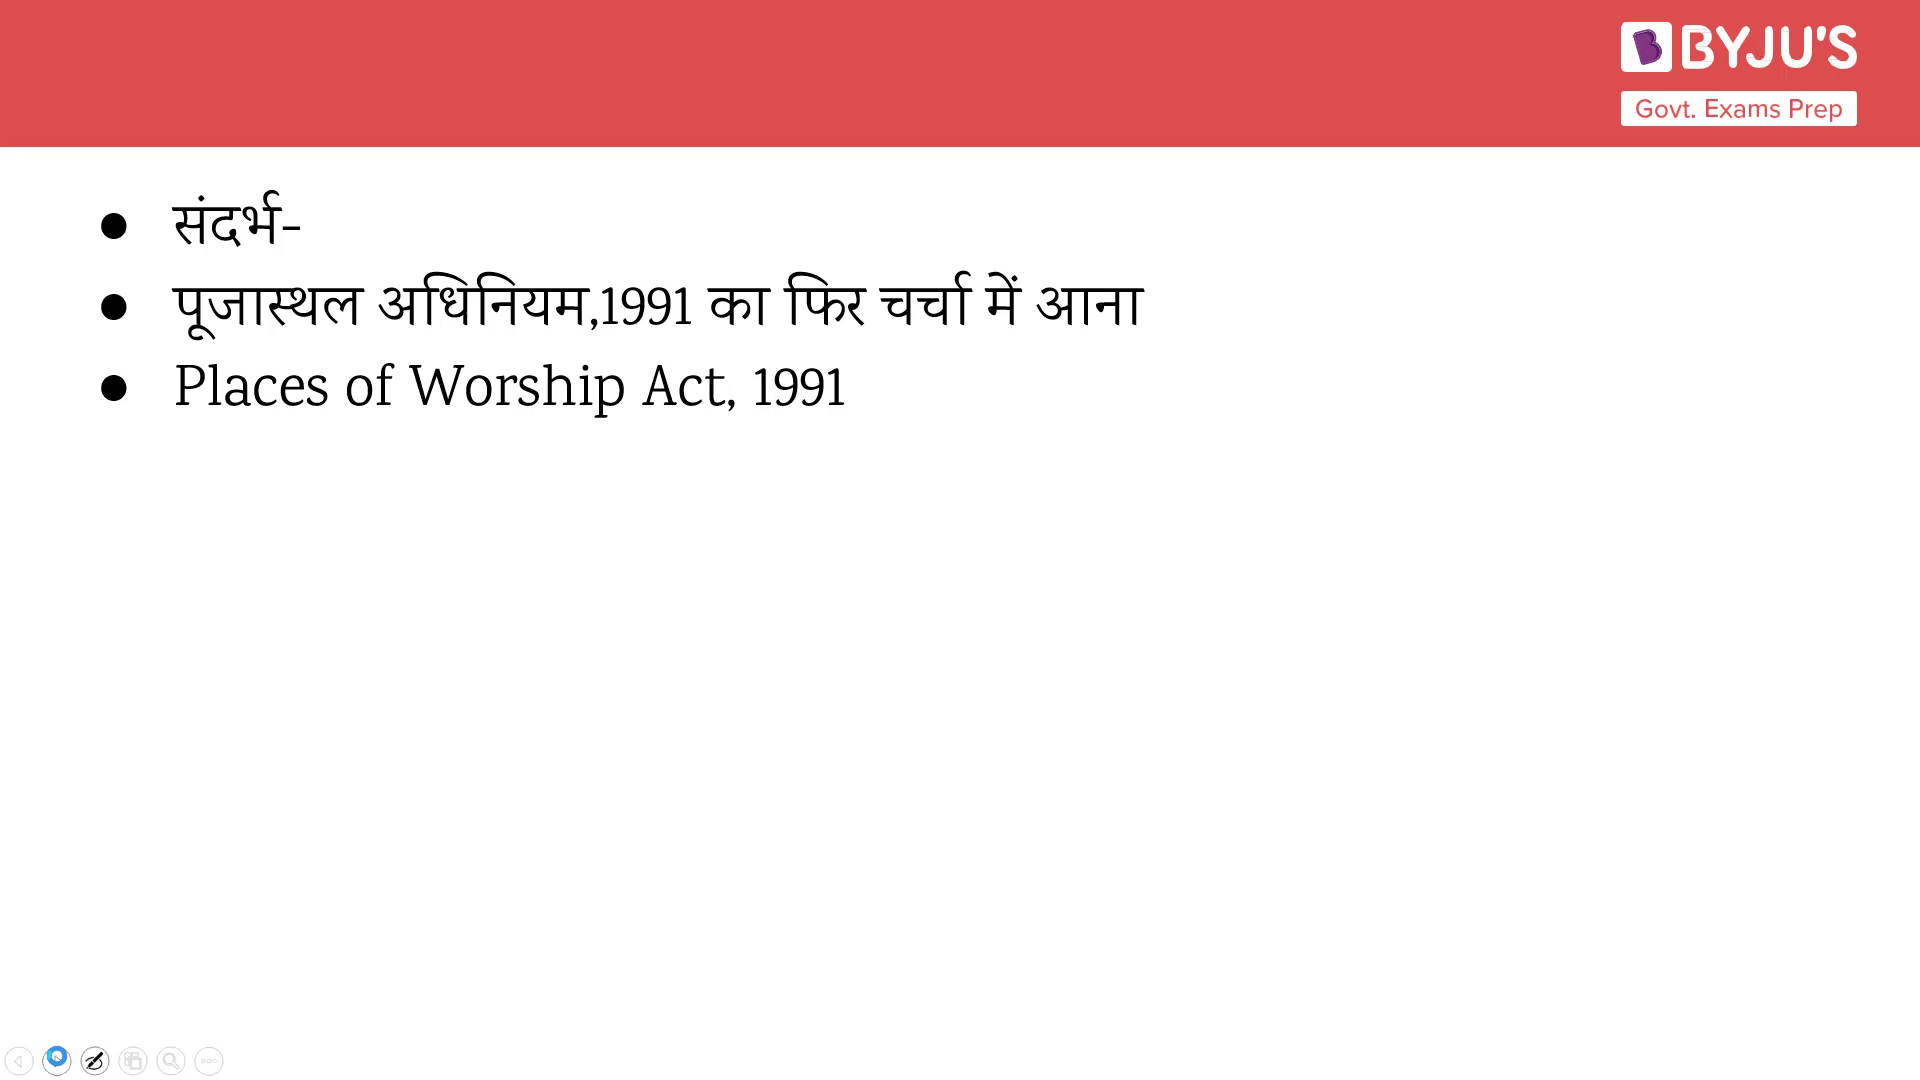 BYJU'S
Govt. Exams Prep
● संदर्भ-
● पूजास्थल अधिनियम,1991 का फिर चर्चा में आना
● Places of Worship Act, 1991